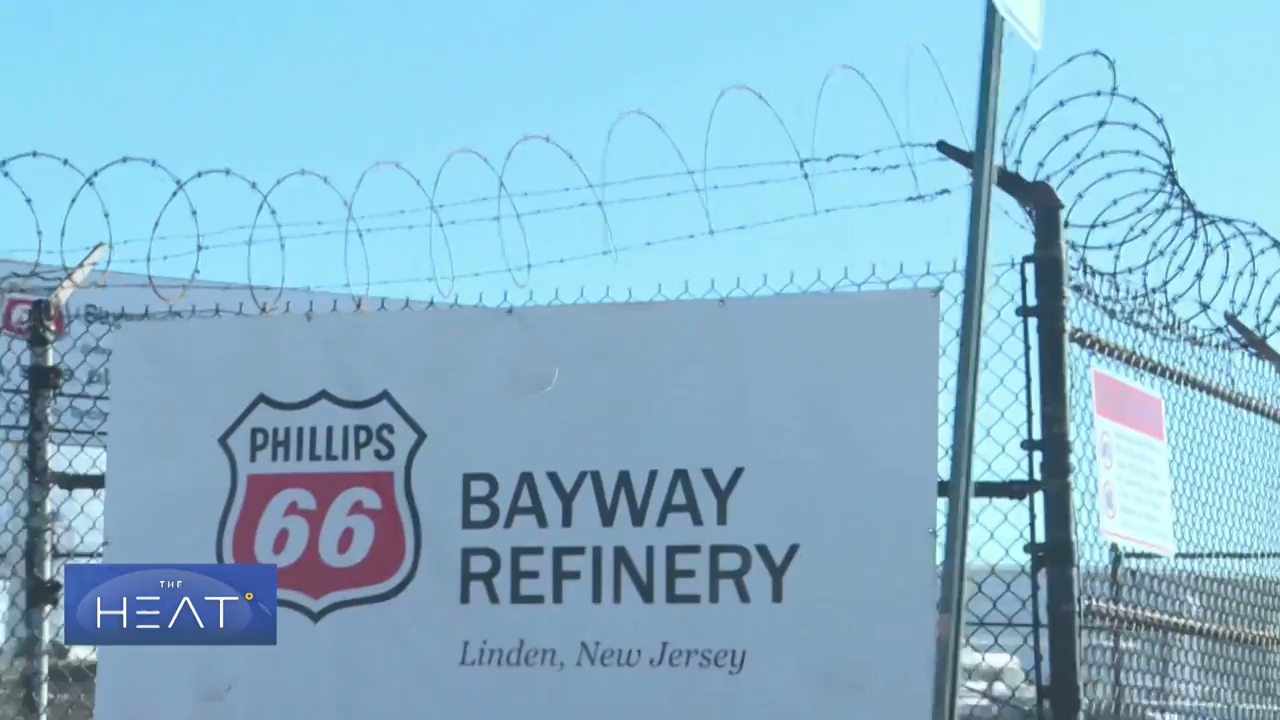 PHILLIPS
66
BAYWAY
REFINERY
Linden, New Jersey
THE
HEAT